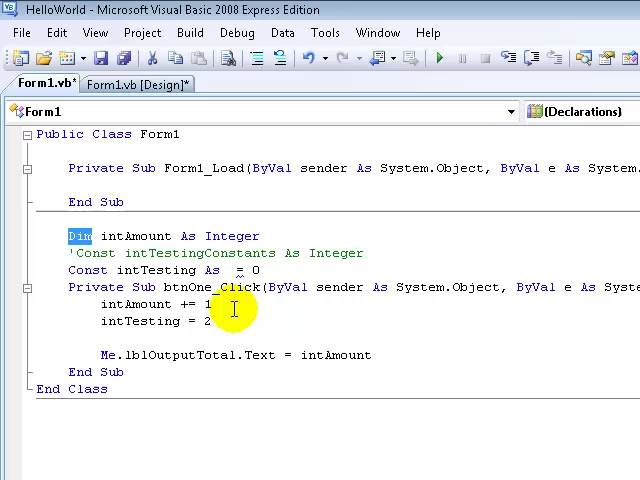 HelloWorld - Microsoft Visual Basic 2008 Express Edition
File Edit View Project Build Debug Data Tools Window Help
Form1.vb* Form1.vb [Design]*
Form1 (Declarations)
Public Class Form1
Private Sub Form1_Load(ByVal sender As System.Object, ByVal e As System.
End Sub
Dim intAmount As Integer
'Const intTestingConstants As Integer
Const intTesting As  = 0
Private Sub btnOne_Click(ByVal sender As System.Object, ByVal e As Syste
intAmount += 1
intTesting = 2
Me.lblOutputTotal.Text = intAmount
End Sub
End Class